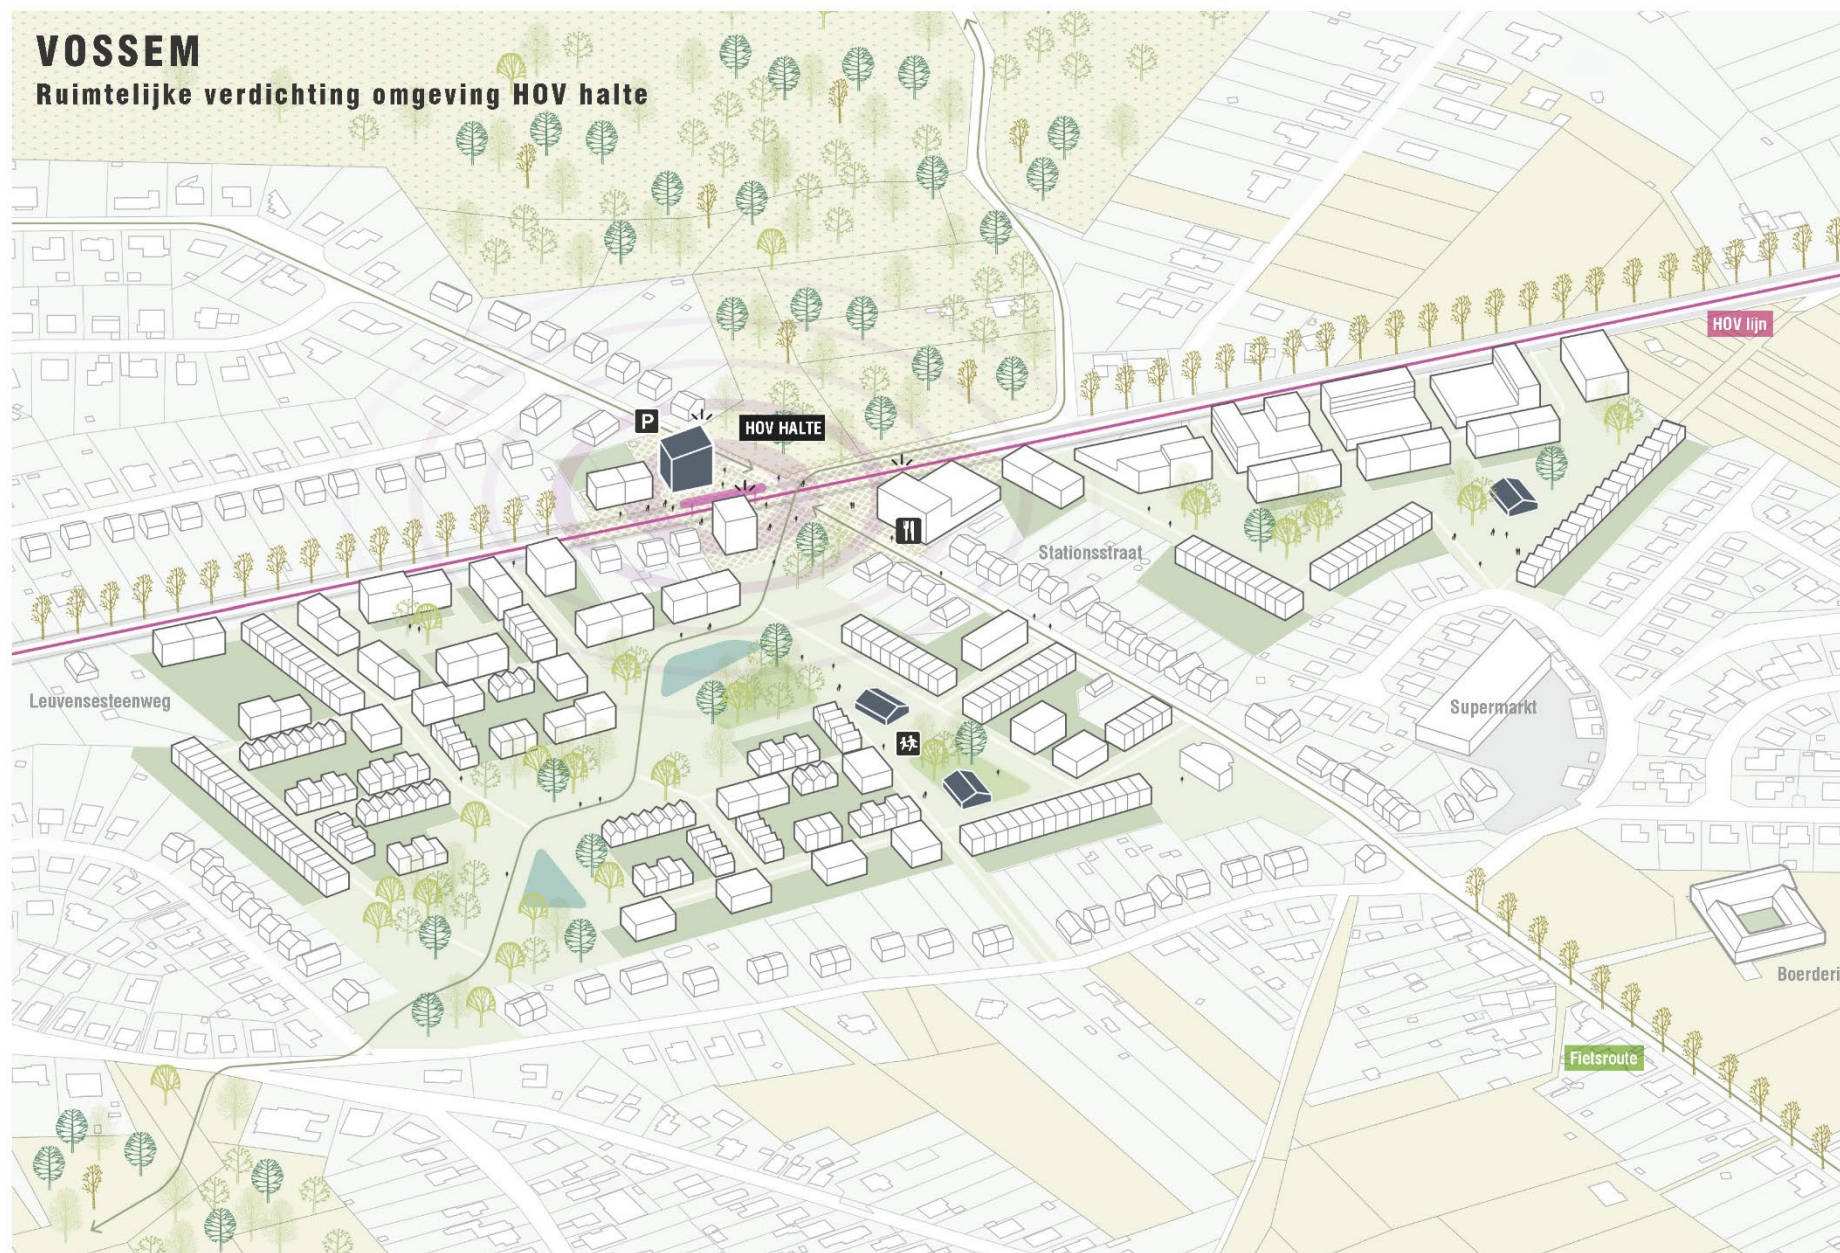 VOSSEM
Ruimtelijke verdichting omgeving HOV halte
HOV lijn
P
HOV HALTE
Stationsstraat
Leuvensesteenweg
Supermarkt
Boerderi
Fietsroute